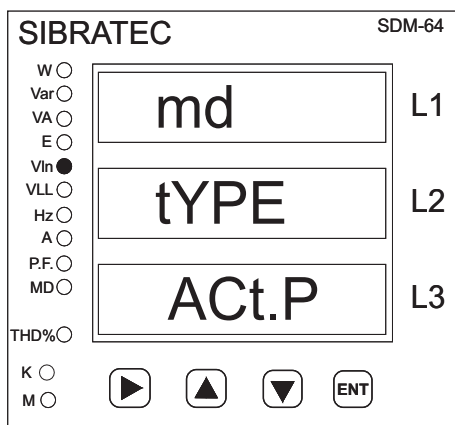 SIBRATEC SDM-64
W
Var
VA
E
Vln
VLL
Hz
A
P.F.
MD
THD%
K
M
md L1
tYPE L2
ACt.P L3
ENT